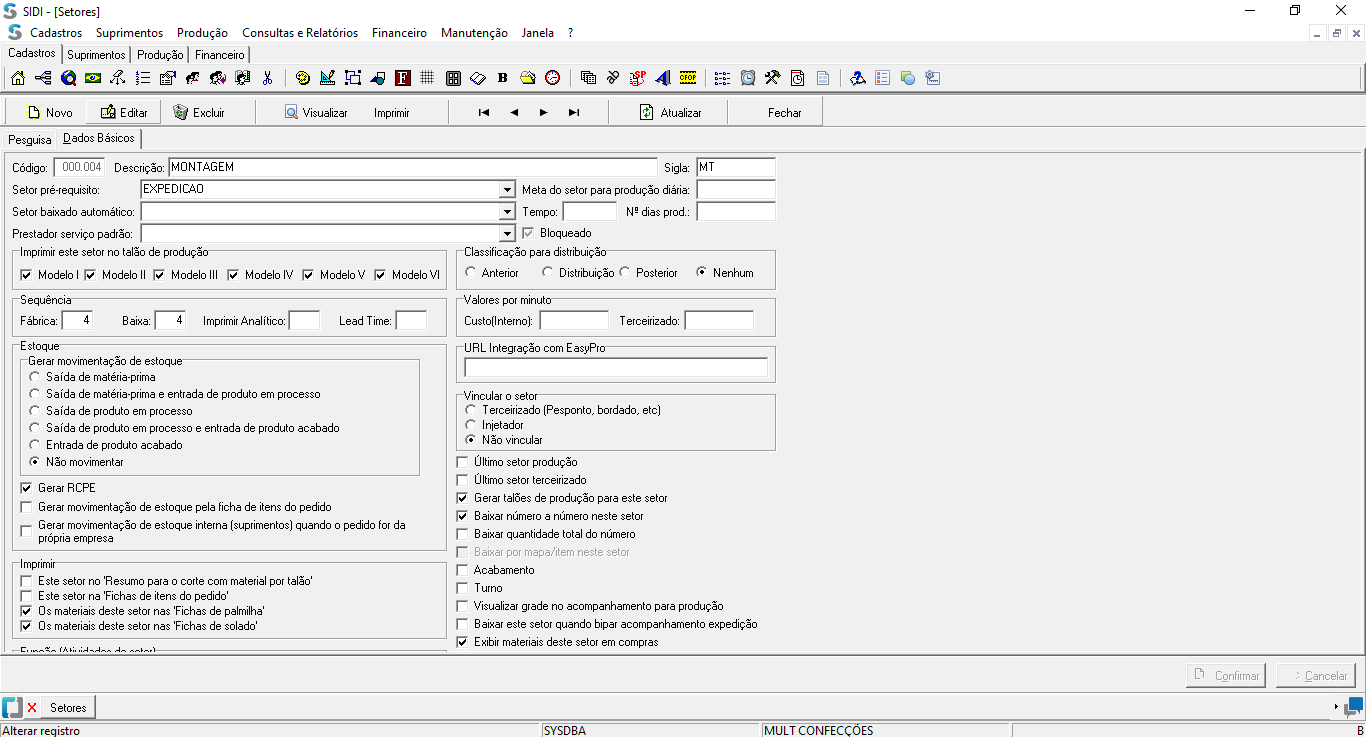 SIDI - [Setores]
Cadastros Suprimentos Produção Consultas e Relatórios Financeiro Manutenção Janela ?
Cadastros Suprimentos Produção Financeiro
Novo Editar Excluir Visualizar Imprimir Atualizar Fechar
Pesquisa Dados Básicos
Código: 000.004 Descrição: MONTAGEM Sigla: MT
Setor pré-requisito: EXPEDICAO Meta do setor para produção diária:
Setor baixado automático: Tempo: Nº dias prod.:
Prestador serviço padrão: Bloqueado
Imprimir este setor no talão de produção
Modelo I Modelo II Modelo III Modelo IV Modelo V Modelo VI
Classificação para distribuição
Anterior Distribuição Posterior Nenhum
Sequência
Fábrica: 4 Baixa: 4 Imprimir Analítico: Lead Time:
Valores por minuto
Custo(Interno): Terceirizado:
Estoque
Gerar movimentação de estoque
Saída de matéria-prima
Saída de matéria-prima e entrada de produto em processo
Saída de produto em processo
Saída de produto em processo e entrada de produto acabado
Entrada de produto acabado
Não movimentar
Gerar RCPE
Gerar movimentação de estoque pela ficha de itens do pedido
Gerar movimentação de estoque interna (suprimentos) quando o pedido for da
própria empresa
Imprimir
Este setor no 'Resumo para o corte com material por talão'
Este setor na 'Fichas de itens do pedido'
Os materiais deste setor nas 'Fichas de palmilha'
Os materiais deste setor nas 'Fichas de solado'
Função (Atividades do setor)
URL Integração com EasyPro
Vincular o setor
Terceirizado (Pesponto, bordado, etc)
Injetador
Não vincular
Último setor produção
Último setor terceirizado
Gerar talões de produção para este setor
Baixar número a número neste setor
Baixar quantidade total do número
Baixar por mapa/item neste setor
Acabamento
Turno
Visualizar grade no acompanhamento para produção
Baixar este setor quando bipar acompanhamento expedição
Exibir materiais deste setor em compras
Confirmar Cancelar
Setores
Alterar registro SYSDBA MULT CONFECÇÕES B